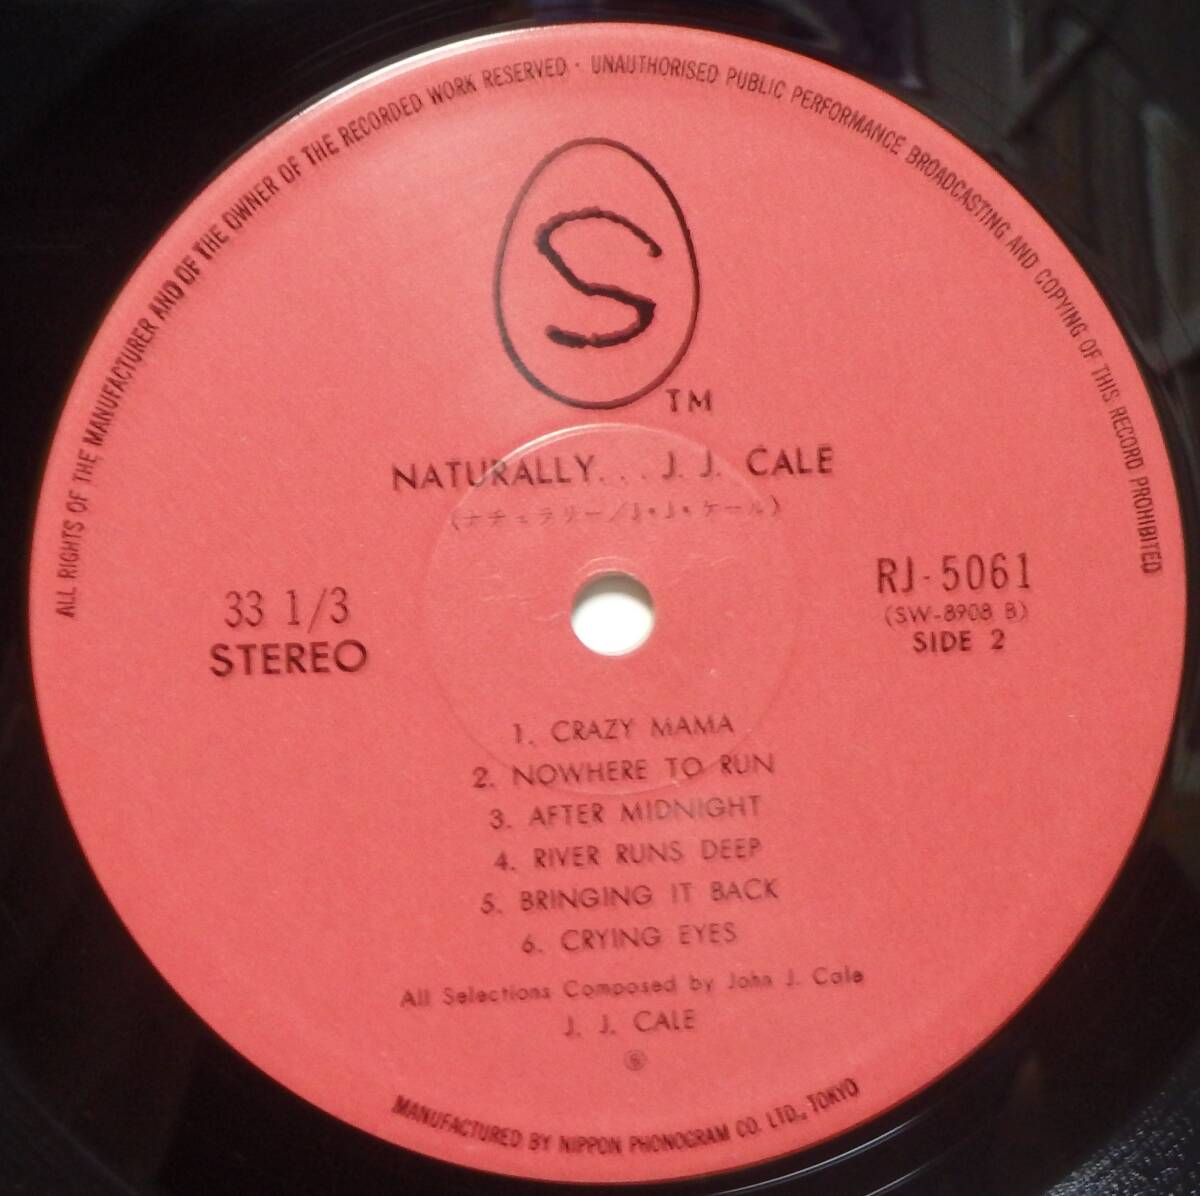 ALL RIGHTS OF THE MANUFACTURER AND OF THE OWNER OF THE RECORDED WORK RESERVED · UNAUTHORISED PUBLIC PERFORMANCE BROADCASTING AND COPYING OF THIS RECORD PROHIBITED
S
TM
NATURALLY. . . J. J. CALE
(ナチュラリー/J・J・ケール)
33 1/3
STEREO
RJ-5061
(SW-8908 B)
SIDE 2
1. CRAZY MAMA
2. NOWHERE TO RUN
3. AFTER MIDNIGHT
4. RIVER RUNS DEEP
5. BRINGING IT BACK
6. CRYING EYES
All Selections Composed by John J. Cale
J. J. CALE
MANUFACTURED BY NIPPON PHONOGRAM CO. LTD., TOKYO